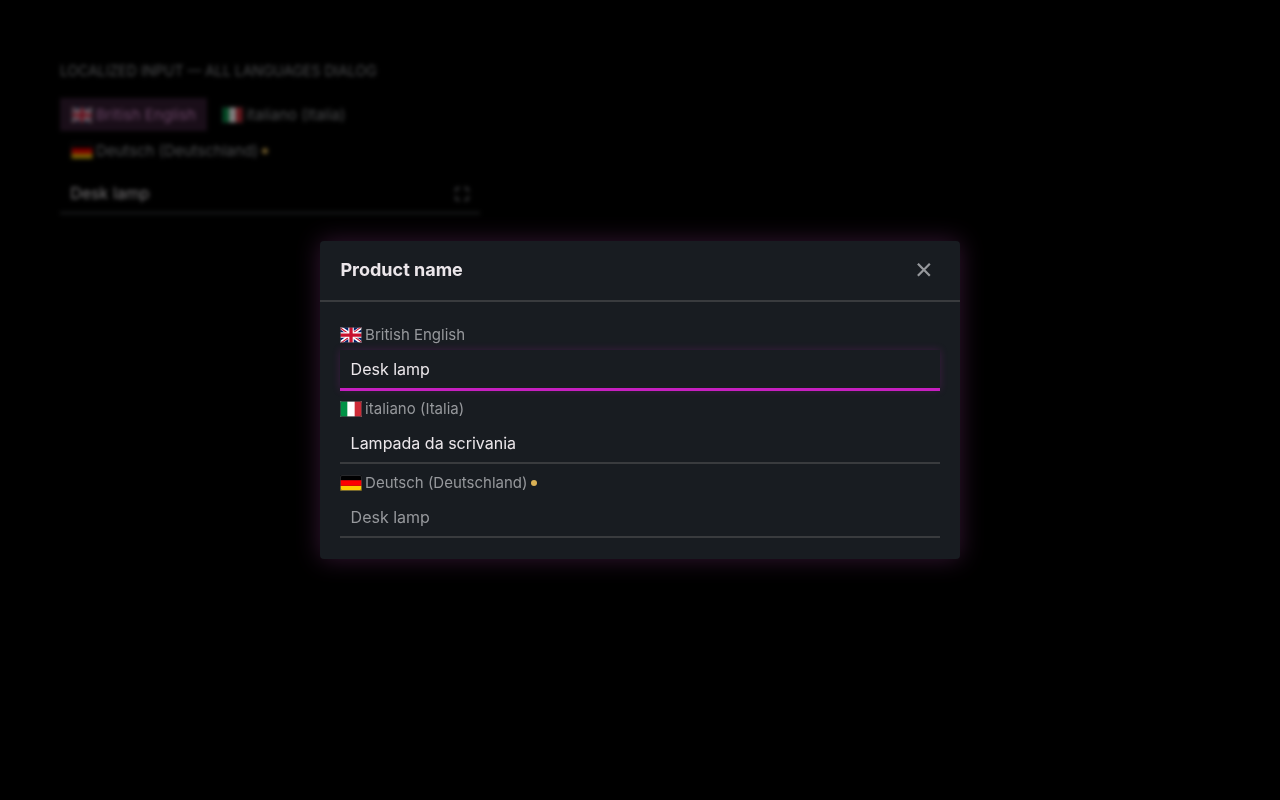 LOCALIZED INPUT — ALL LANGUAGES DIALOG
British English
italiano (Italia)
Deutsch (Deutschland)
Desk lamp
Product name
British English
Desk lamp
italiano (Italia)
Lampada da scrivania
Deutsch (Deutschland)
Desk lamp